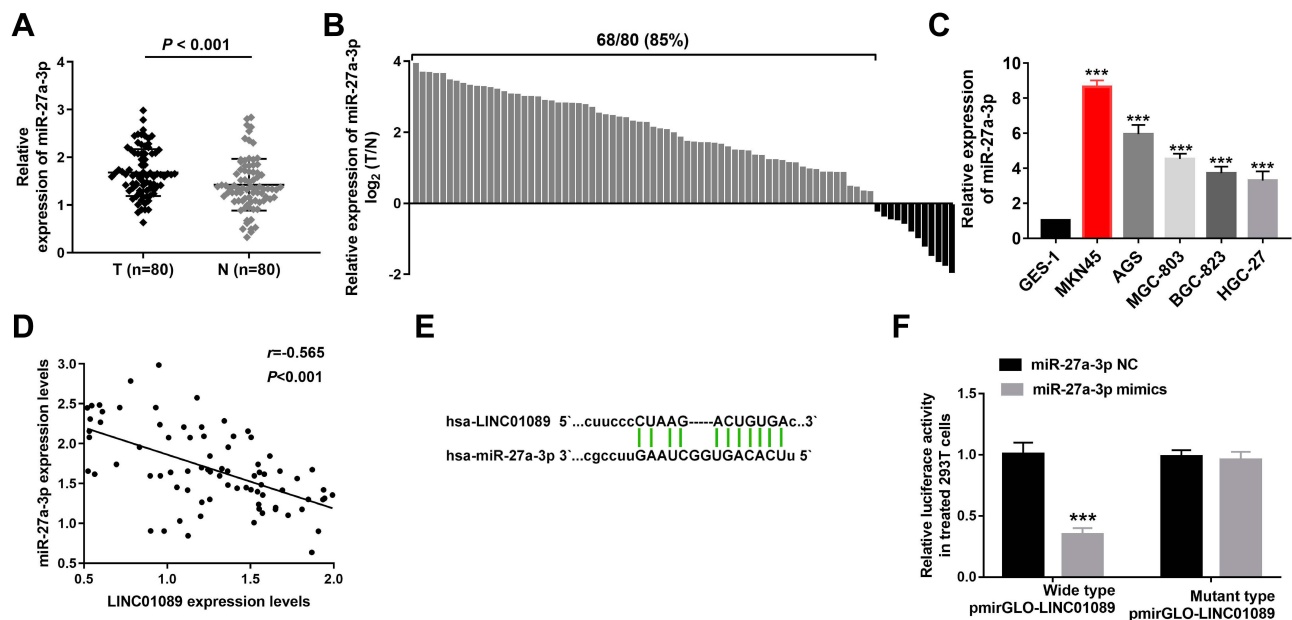 A
P < 0.001
Relative
expression of miR-27a-3p
4
3
2
1
0
T (n=80)
N (n=80)
B
68/80 (85%)
Relative expression of miR-27a-3p
log2 (T/N)
4
2
0
-2
C
Relative expression
of miR-27a-3p
10
8
6
4
2
0
***
***
***
***
***
GES-1
MKN45
AGS
MGC-803
BGC-823
HGC-27
D
r=-0.565
P<0.001
miR-27a-3p expression levels
3.0
2.5
2.0
1.5
1.0
0.5
0.5
1.0
1.5
2.0
LINC01089 expression levels
E
hsa-LINC01089 5`...cuucccCUAAG-----ACUGUGAc..3`
hsa-miR-27a-3p 3`...cgccuuGAAUCGGUGACACUu 5`
F
miR-27a-3p NC
miR-27a-3p mimics
Relative luciferace activity
in treated 293T cells
1.5
1.0
0.5
0.0
***
Wide type
pmirGLO-LINC01089
Mutant type
pmirGLO-LINC01089